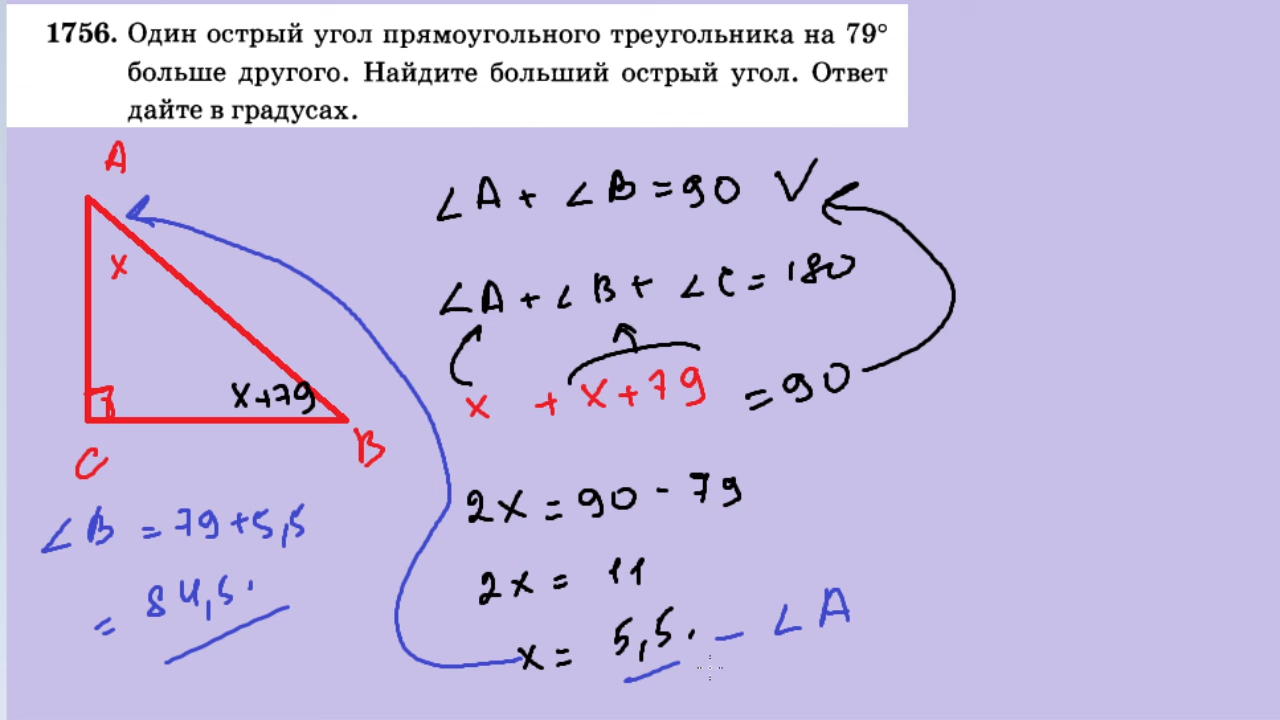 1756. Один острый угол прямоугольного треугольника на 79°
больше другого. Найдите больший острый угол. Ответ
дайте в градусах.
A
x
x+79
C
B
∠A + ∠B = 90 V
∠A + ∠B + ∠C = 180
x + x+79 = 90
2x = 90 - 79
2x = 11
x = 5,5. - ∠A
∠B = 79 + 5,5
= 84,5.